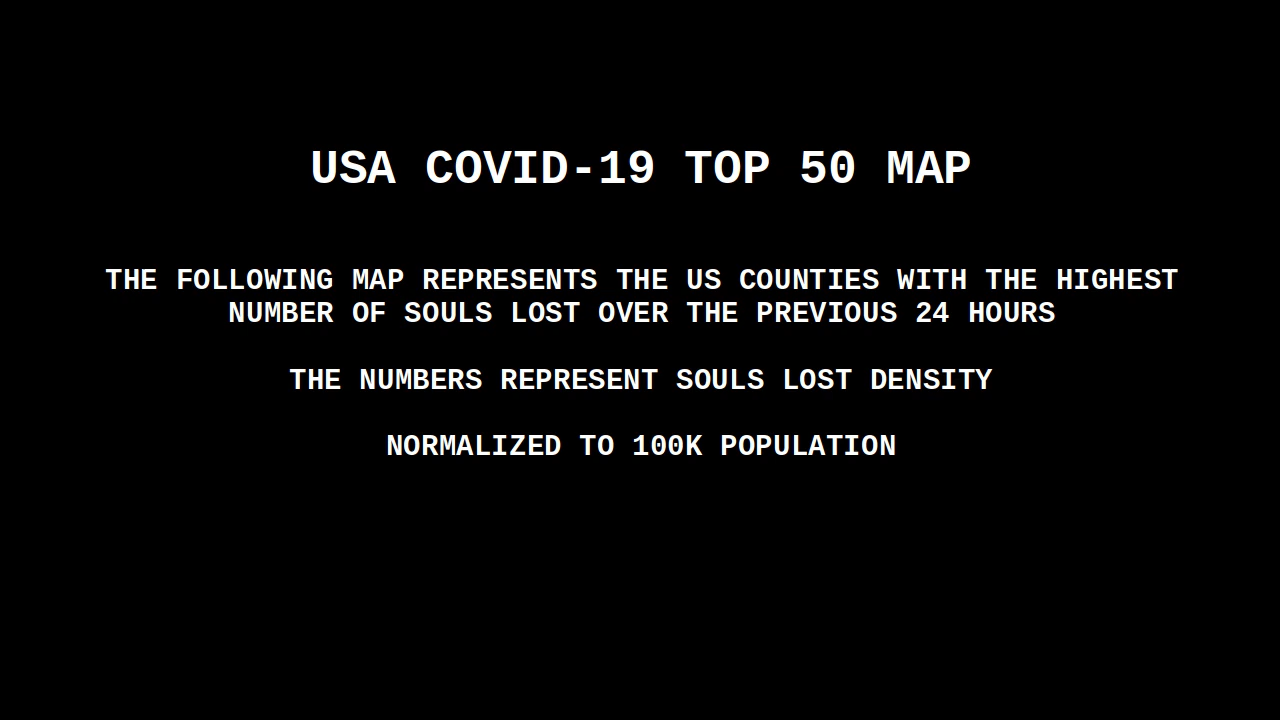 USA COVID-19 TOP 50 MAP
THE FOLLOWING MAP REPRESENTS THE US COUNTIES WITH THE HIGHEST
NUMBER OF SOULS LOST OVER THE PREVIOUS 24 HOURS
THE NUMBERS REPRESENT SOULS LOST DENSITY
NORMALIZED TO 100K POPULATION